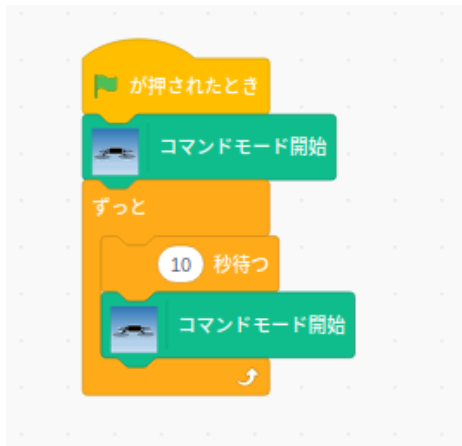 が押されたとき
コマンドモード開始
ずっと
10 秒待つ
コマンドモード開始